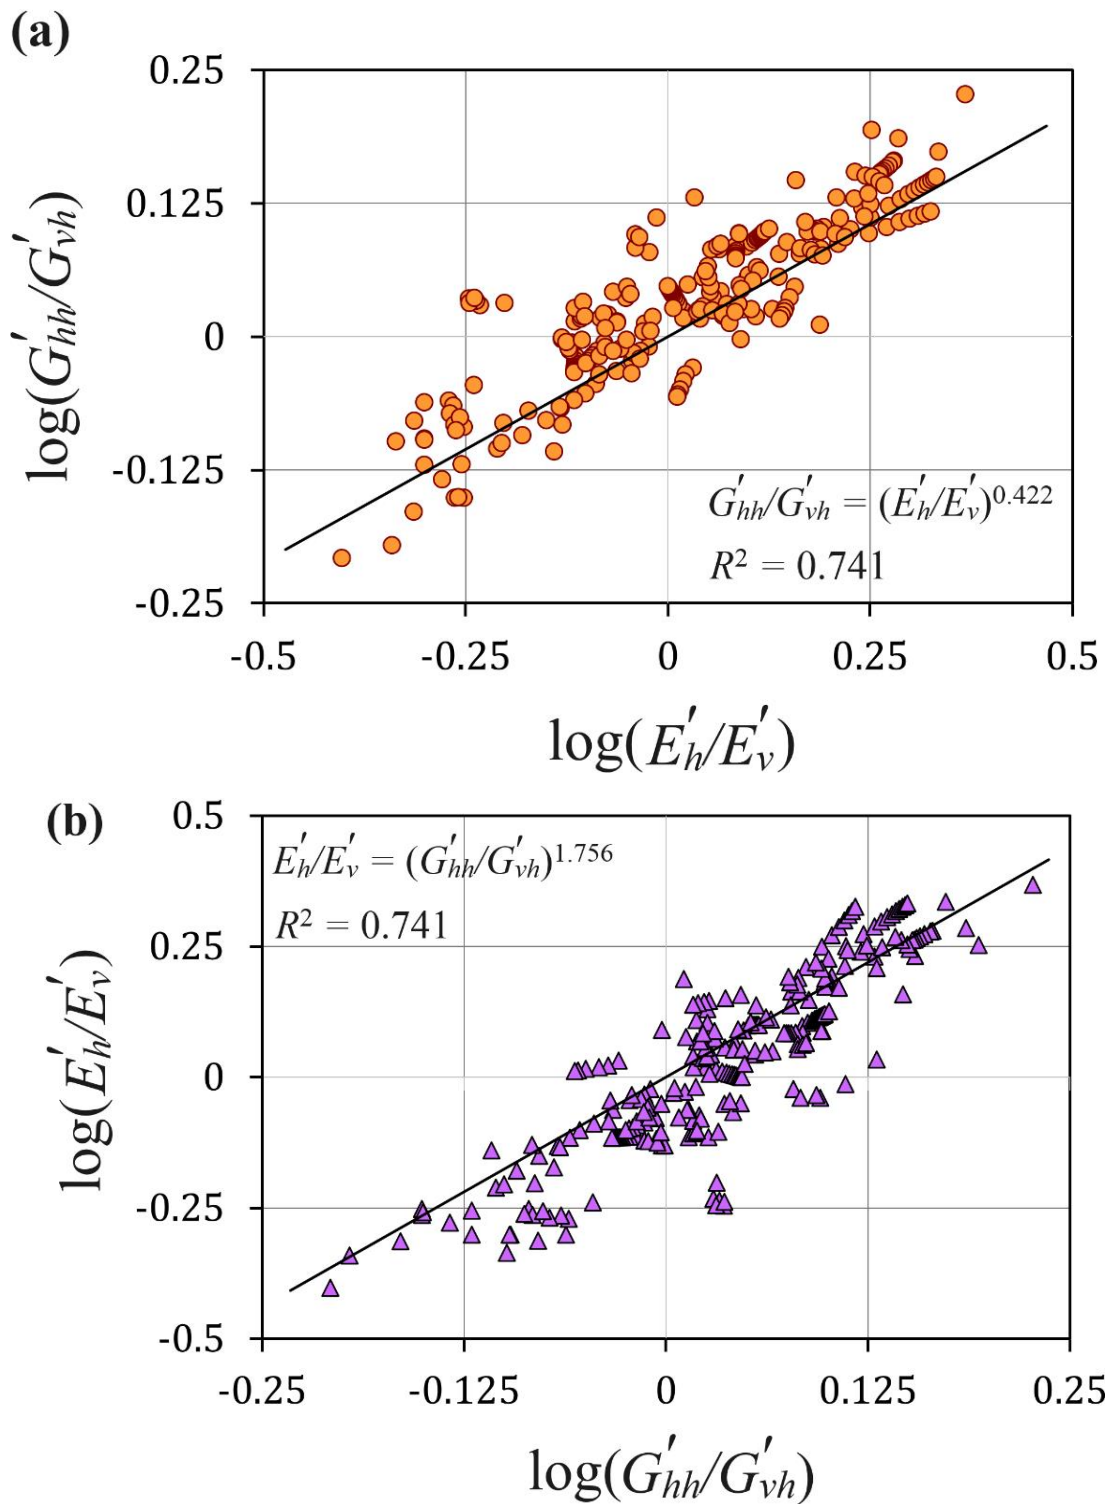 (a)
0.25
0.125
0
-0.125
-0.25
log(G'hh/G'vh)
G'hh/G'vh = (E'h/E'v)^0.422
R² = 0.741
-0.5 -0.25 0 0.25 0.5
log(E'h/E'v)
(b)
0.5
0.25
0
-0.25
-0.5
log(E'h/E'v)
E'h/E'v = (G'hh/G'vh)^1.756
R² = 0.741
-0.25 -0.125 0 0.125 0.25
log(G'hh/G'vh)